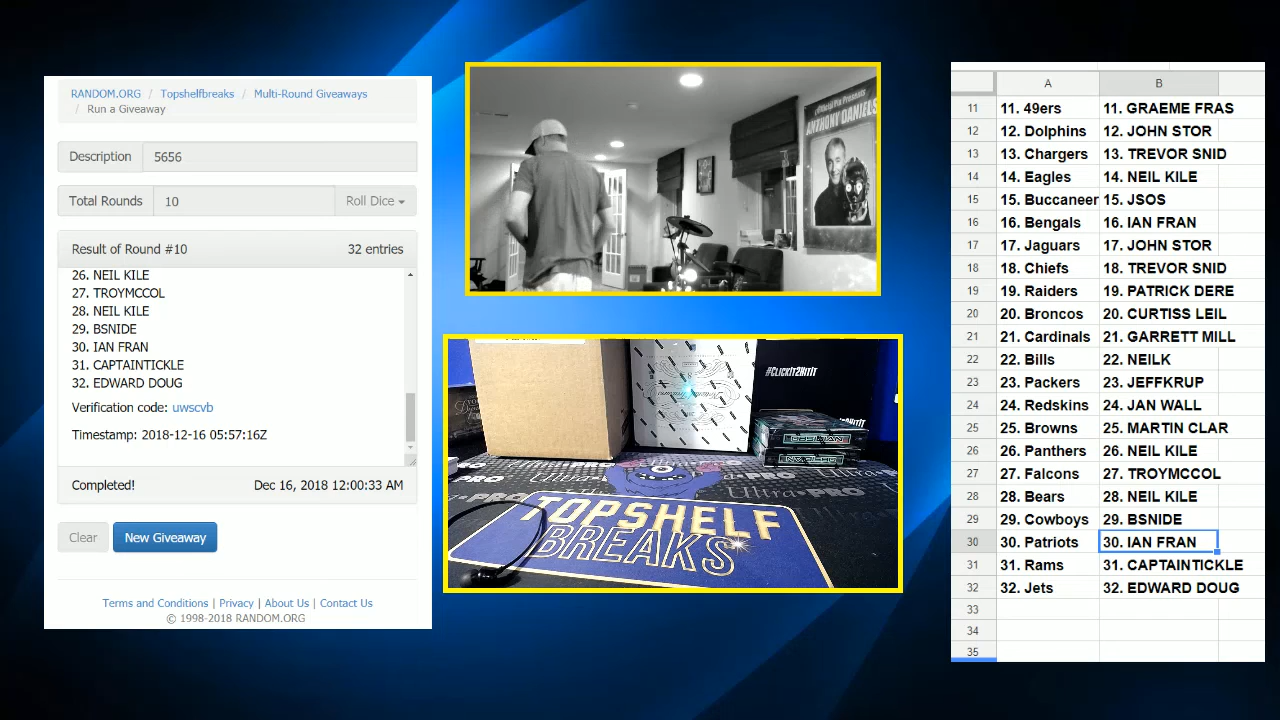 RANDOM.ORG / Topshelfbreaks / Multi-Round Giveaways
/ Run a Giveaway
Description 5656
Total Rounds 10 Roll Dice
Result of Round #10 32 entries
26. NEIL KILE
27. TROYMCCOL
28. NEIL KILE
29. BSNIDE
30. IAN FRAN
31. CAPTAINTICKLE
32. EDWARD DOUG
Verification code: uwscvb
Timestamp: 2018-12-16 05:57:16Z
Completed! Dec 16, 2018 12:00:33 AM
Clear New Giveaway
Terms and Conditions | Privacy | About Us | Contact Us
© 1998-2018 RANDOM.ORG
Official Pix Presents
ANTHONY DANIELS
#CLICKIT2HITIT
OBSIDIAN
Ultra•PRO
TOPSHELF
BREAKS
A B
11 11. 49ers 11. GRAEME FRAS
12 12. Dolphins 12. JOHN STOR
13 13. Chargers 13. TREVOR SNID
14 14. Eagles 14. NEIL KILE
15 15. Buccaneer 15. JSOS
16 16. Bengals 16. IAN FRAN
17 17. Jaguars 17. JOHN STOR
18 18. Chiefs 18. TREVOR SNID
19 19. Raiders 19. PATRICK DERE
20 20. Broncos 20. CURTISS LEIL
21 21. Cardinals 21. GARRETT MILL
22 22. Bills 22. NEILK
23 23. Packers 23. JEFFKRUP
24 24. Redskins 24. JAN WALL
25 25. Browns 25. MARTIN CLAR
26 26. Panthers 26. NEIL KILE
27 27. Falcons 27. TROYMCCOL
28 28. Bears 28. NEIL KILE
29 29. Cowboys 29. BSNIDE
30 30. Patriots 30. IAN FRAN
31 31. Rams 31. CAPTAINTICKLE
32 32. Jets 32. EDWARD DOUG
33
34
35